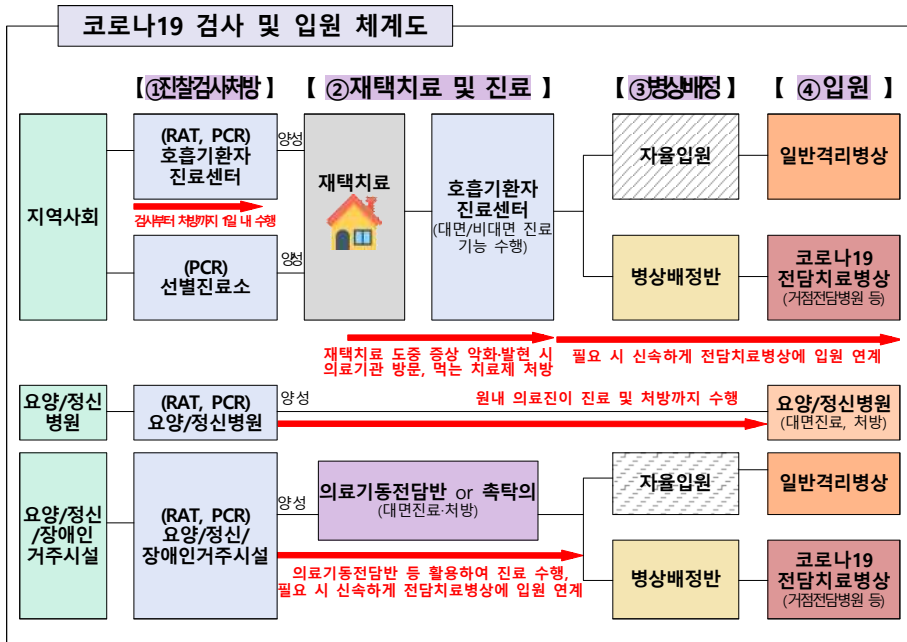 코로나19 검사 및 입원 체계도
【 ①진찰검사처방 】
【 ②재택치료 및 진료 】
【 ③병상배정 】
【 ④입원 】
지역사회
(RAT, PCR)
호흡기환자
진료센터
양성
검사부터 처방까지 1일 내 수행
(PCR)
선별진료소
양성
재택치료
호흡기환자
진료센터
(대면/비대면 진료
기능 수행)
자율입원
일반격리병상
병상배정반
코로나19
전담치료병상
(거점전담병원 등)
재택치료 도중 증상 악화·발현 시
의료기관 방문, 먹는 치료제 처방
필요 시 신속하게 전담치료병상에 입원 연계
요양/정신
병원
(RAT, PCR)
요양/정신병원
양성
원내 의료진이 진료 및 처방까지 수행
요양/정신병원
(대면진료, 처방)
요양/정신
/장애인
거주시설
(RAT, PCR)
요양/정신/
장애인거주시설
양성
의료기동전담반 or 촉탁의
(대면진료·처방)
의료기동전담반 등 활용하여 진료 수행,
필요 시 신속하게 전담치료병상에 입원 연계
자율입원
일반격리병상
병상배정반
코로나19
전담치료병상
(거점전담병원 등)